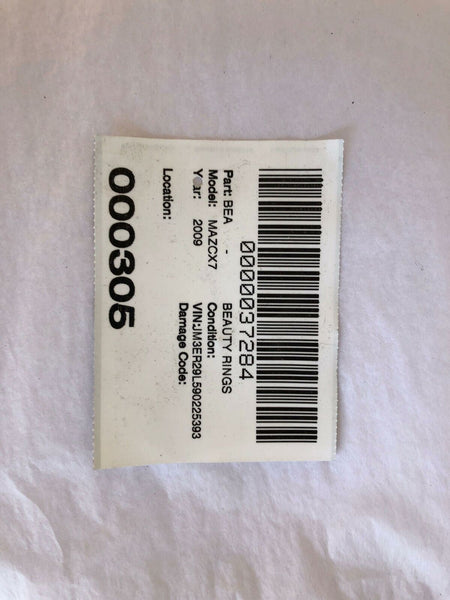 0000037284
Part: BEA - BEAUTY RINGS
Model: MAZCX7 Condition:
Year: 2009 VIN:JM3ER29L590225393
Damage Code:
Location:
000305